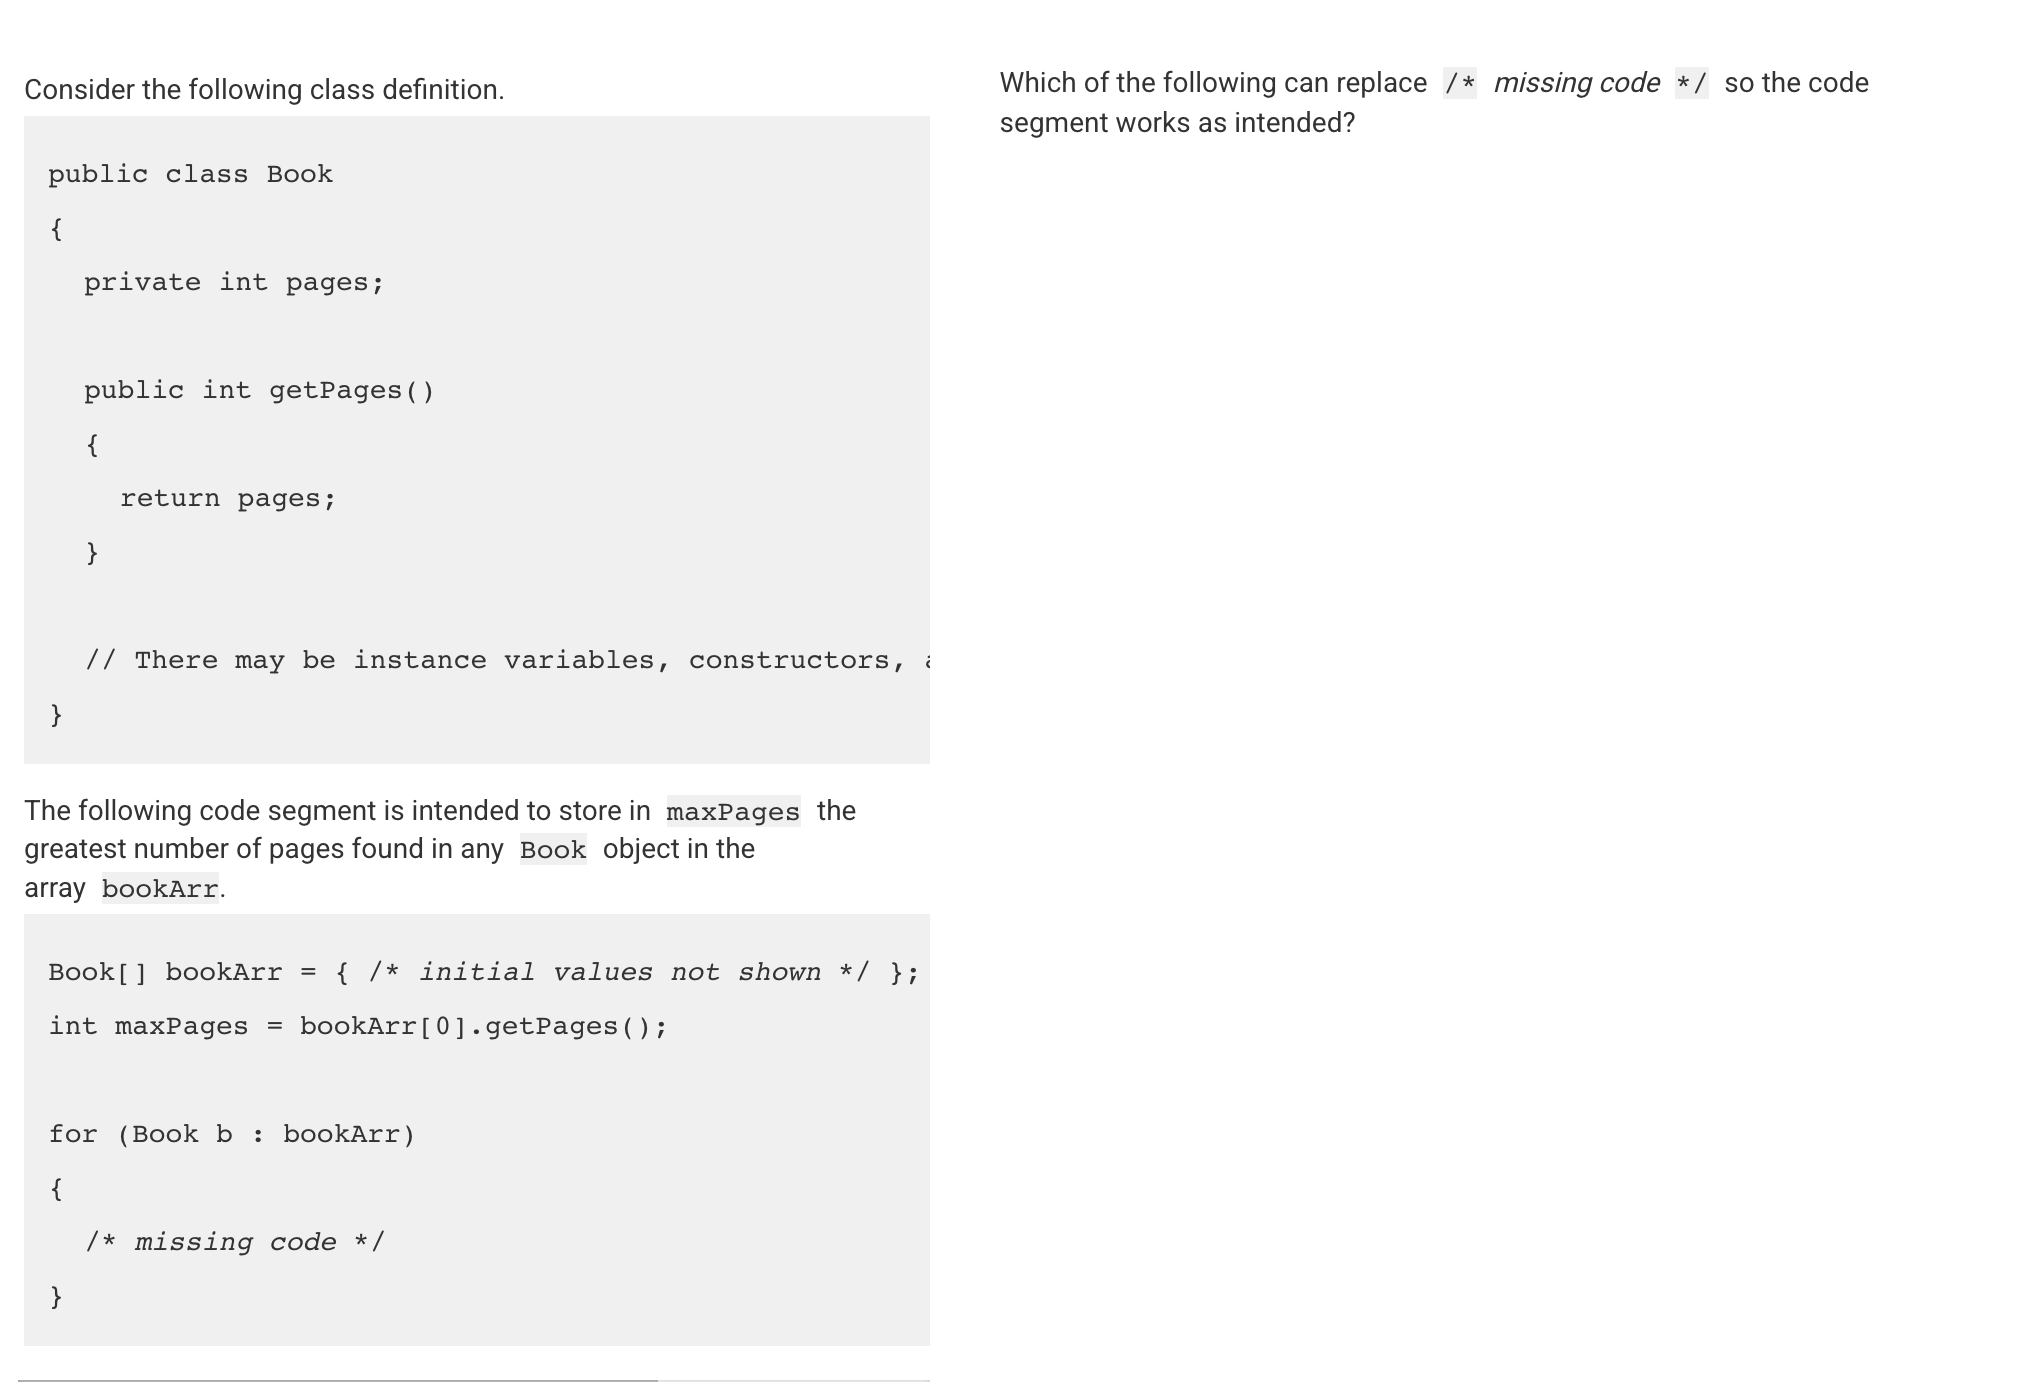 Consider the following class definition.
public class Book
{
private int pages;
public int getPages()
{
return pages;
}
// There may be instance variables, constructors,
}
The following code segment is intended to store in maxPages the
greatest number of pages found in any Book object in the
array bookArr.
Book[] bookArr = { /* initial values not shown */ };
int maxPages = bookArr[0].getPages();
for (Book b : bookArr)
{
/* missing code */
}
Which of the following can replace /* missing code */ so the code
segment works as intended?